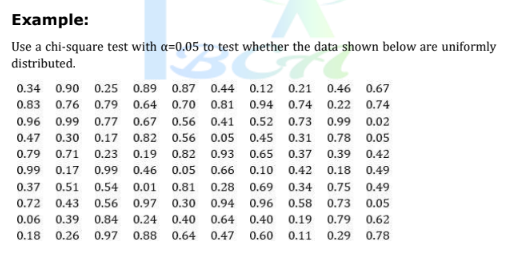 Example:
Use a chi-square test with α=0.05 to test whether the data shown below are uniformly
distributed.
0.34 0.90 0.25 0.89 0.87 0.44 0.12 0.21 0.46 0.67
0.83 0.76 0.79 0.64 0.70 0.81 0.94 0.74 0.22 0.74
0.96 0.99 0.77 0.67 0.56 0.41 0.52 0.73 0.99 0.02
0.47 0.30 0.17 0.82 0.56 0.05 0.45 0.31 0.78 0.05
0.79 0.71 0.23 0.19 0.82 0.93 0.65 0.37 0.39 0.42
0.99 0.17 0.99 0.46 0.05 0.66 0.10 0.42 0.18 0.49
0.37 0.51 0.54 0.01 0.81 0.28 0.69 0.34 0.75 0.49
0.72 0.43 0.56 0.97 0.30 0.94 0.96 0.58 0.73 0.05
0.06 0.39 0.84 0.24 0.40 0.64 0.40 0.19 0.79 0.62
0.18 0.26 0.97 0.88 0.64 0.47 0.60 0.11 0.29 0.78